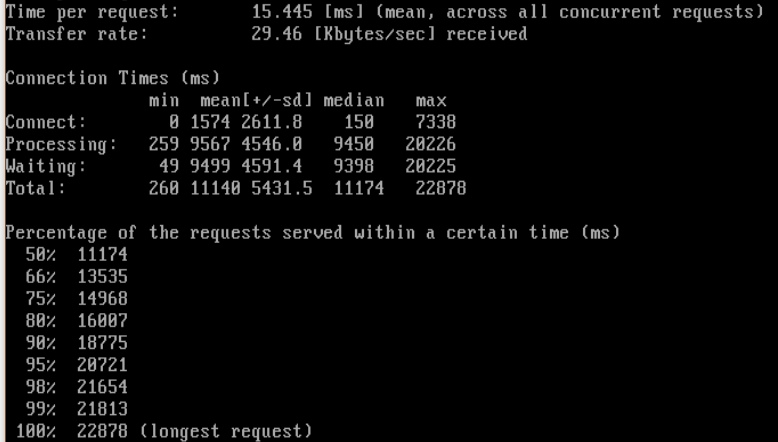 Time per request:       15.445 [ms] (mean, across all concurrent requests)
Transfer rate:          29.46 [Kbytes/sec] received
Connection Times (ms)
              min  mean[+/-sd] median   max
Connect:        0 1574 2611.8    150    7338
Processing:   259 9567 4546.0   9450   20226
Waiting:       49 9499 4591.4   9398   20225
Total:        260 11140 5431.5  11174   22878
Percentage of the requests served within a certain time (ms)
  50%  11174
  66%  13535
  75%  14968
  80%  16007
  90%  18775
  95%  20721
  98%  21654
  99%  21813
 100%  22878 (longest request)